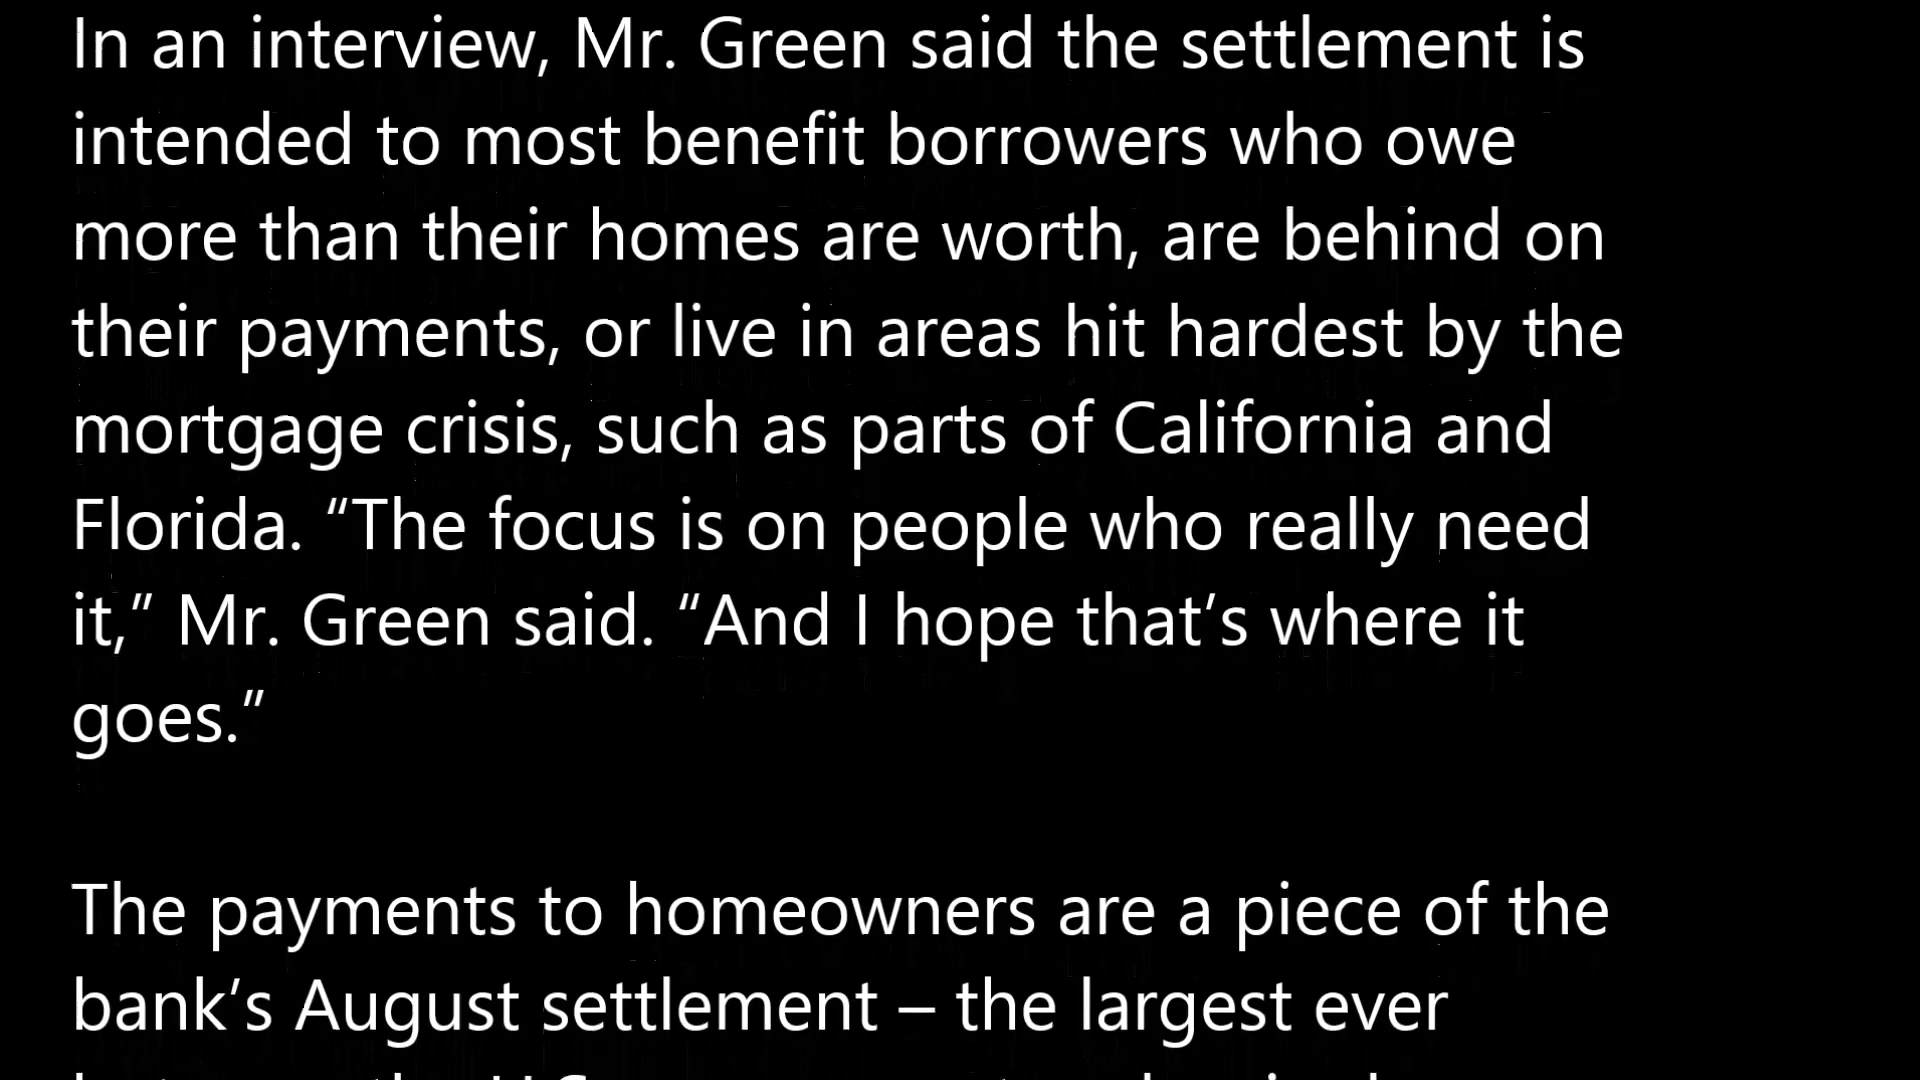 In an interview, Mr. Green said the settlement is
intended to most benefit borrowers who owe
more than their homes are worth, are behind on
their payments, or live in areas hit hardest by the
mortgage crisis, such as parts of California and
Florida. “The focus is on people who really need
it,” Mr. Green said. “And I hope that’s where it
goes.”
The payments to homeowners are a piece of the
bank’s August settlement – the largest ever